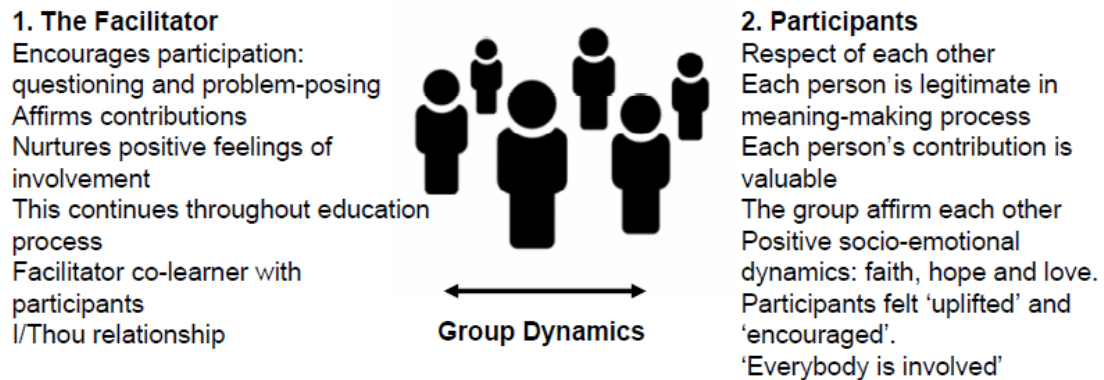 1. The Facilitator
Encourages participation:
questioning and problem-posing
Affirms contributions
Nurtures positive feelings of
involvement
This continues throughout education
process
Facilitator co-learner with
participants
I/Thou relationship
Group Dynamics
2. Participants
Respect of each other
Each person is legitimate in
meaning-making process
Each person's contribution is
valuable
The group affirm each other
Positive socio-emotional
dynamics: faith, hope and love.
Participants felt ‘uplifted’ and
‘encouraged’.
‘Everybody is involved’